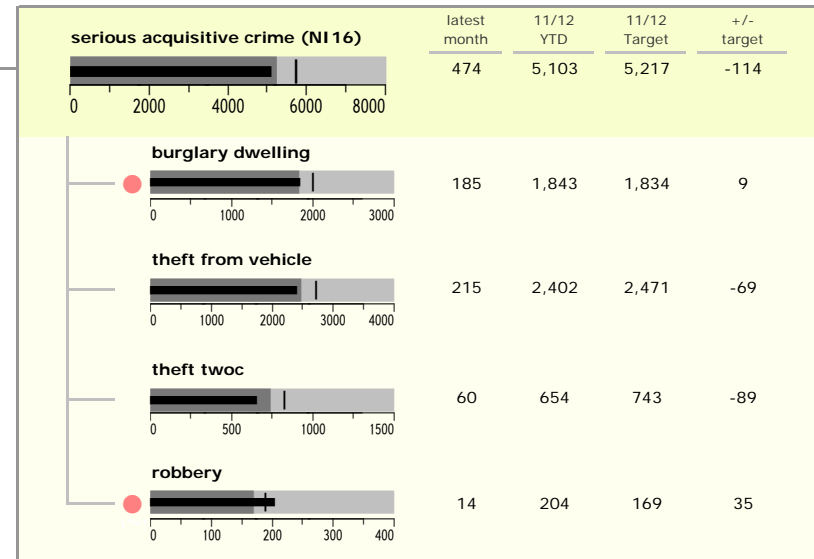 latest 11/12 11/12 +/-
serious acquisitive crime (NI16) month YTD Target target
474 5,103 5,217 -114
0 2000 4000 6000 8000
burglary dwelling
185 1,843 1,834 9
0 1000 2000 3000
theft from vehicle
215 2,402 2,471 -69
0 1000 2000 3000 4000
theft twoc
60 654 743 -89
0 500 1000 1500
robbery
14 204 169 35
0 100 200 300 400